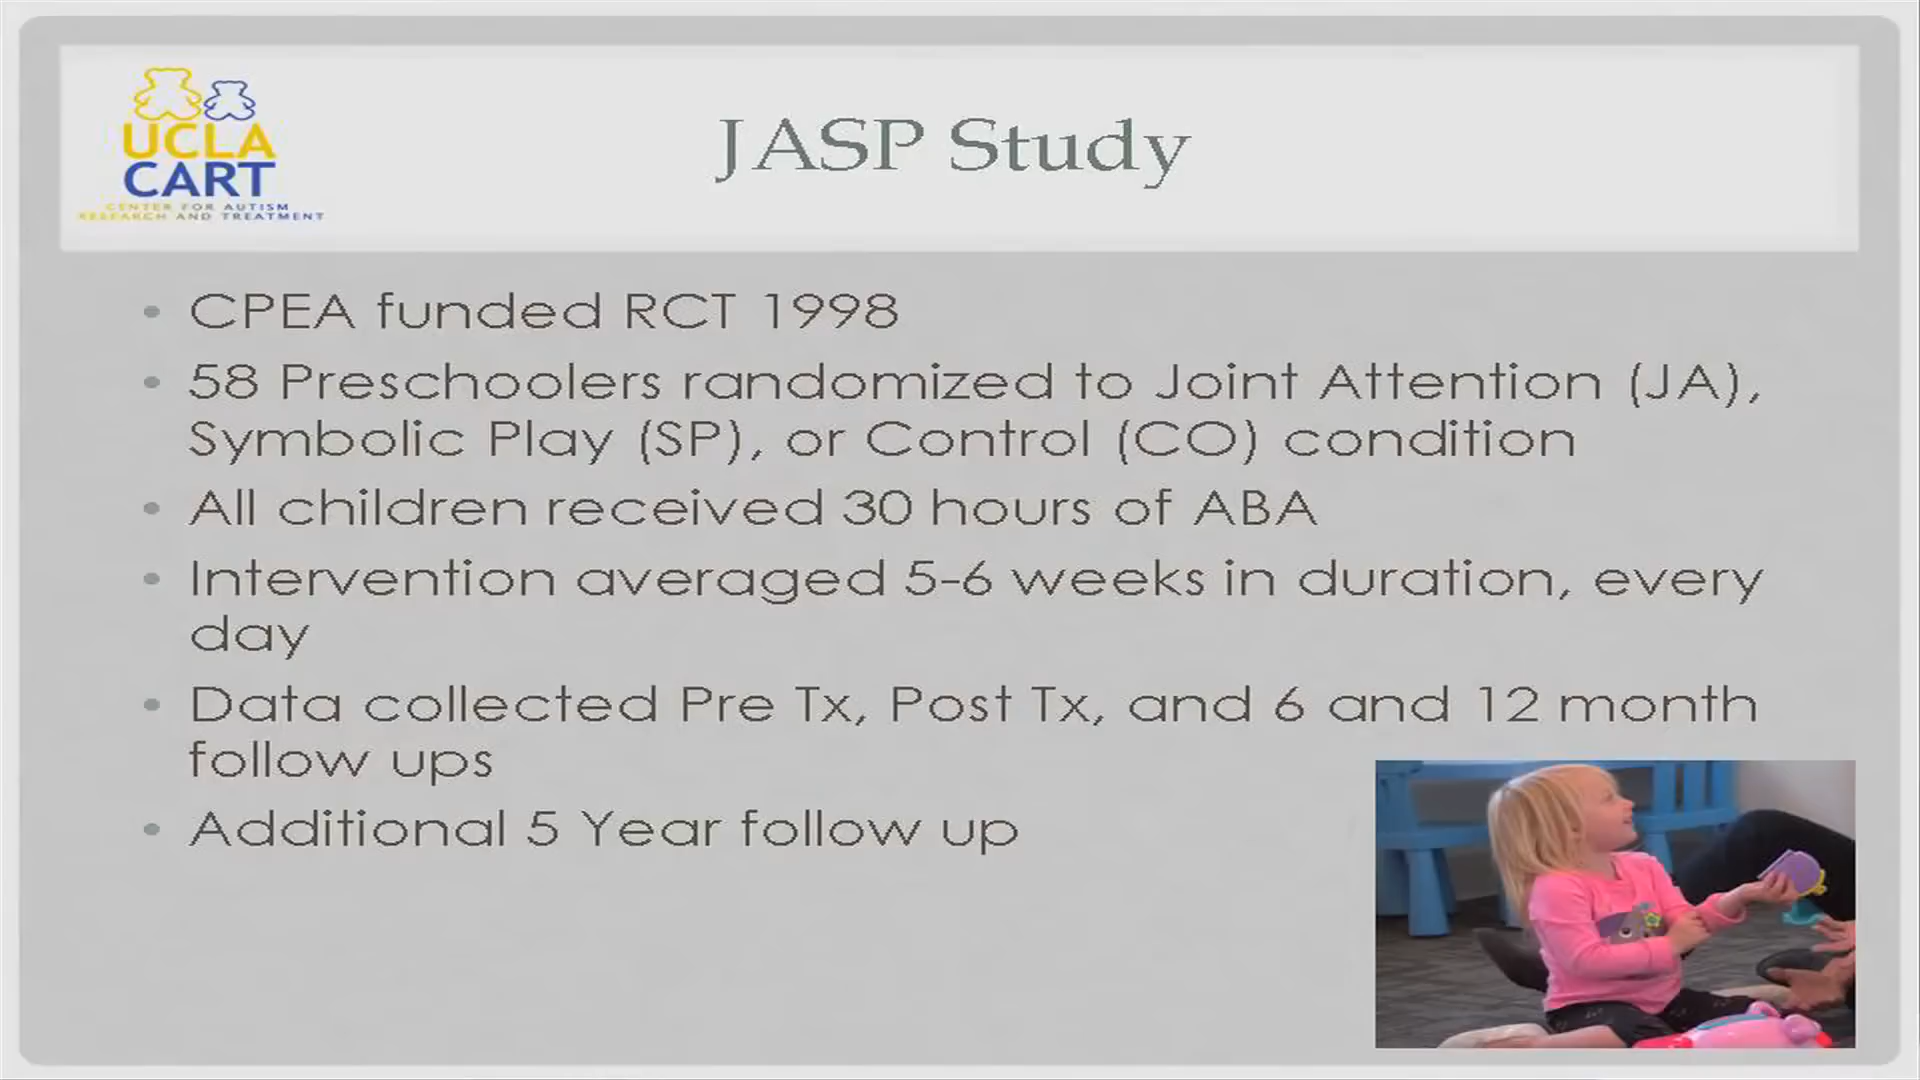 UCLA
CART
CENTER FOR AUTISM
RESEARCH AND TREATMENT
JASP Study
• CPEA funded RCT 1998
• 58 Preschoolers randomized to Joint Attention (JA),
Symbolic Play (SP), or Control (CO) condition
• All children received 30 hours of ABA
• Intervention averaged 5-6 weeks in duration, every
day
• Data collected Pre Tx, Post Tx, and 6 and 12 month
follow ups
• Additional 5 Year follow up